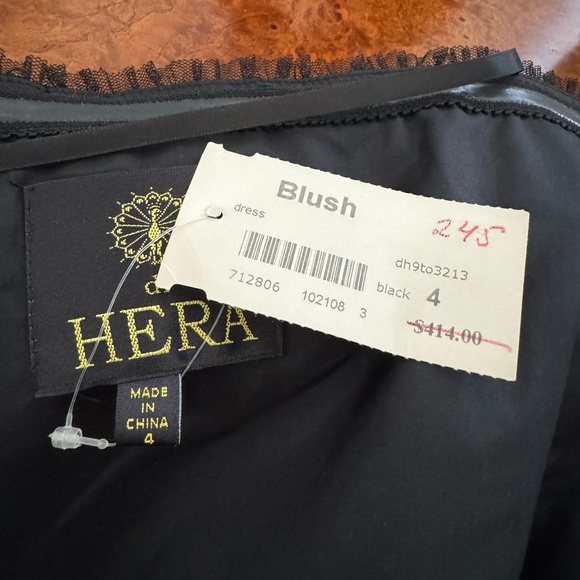 Blush
dress
245
dh9to3213
712806 102108 3
black 4
$414.00
HERA
MADE
IN
CHINA
4